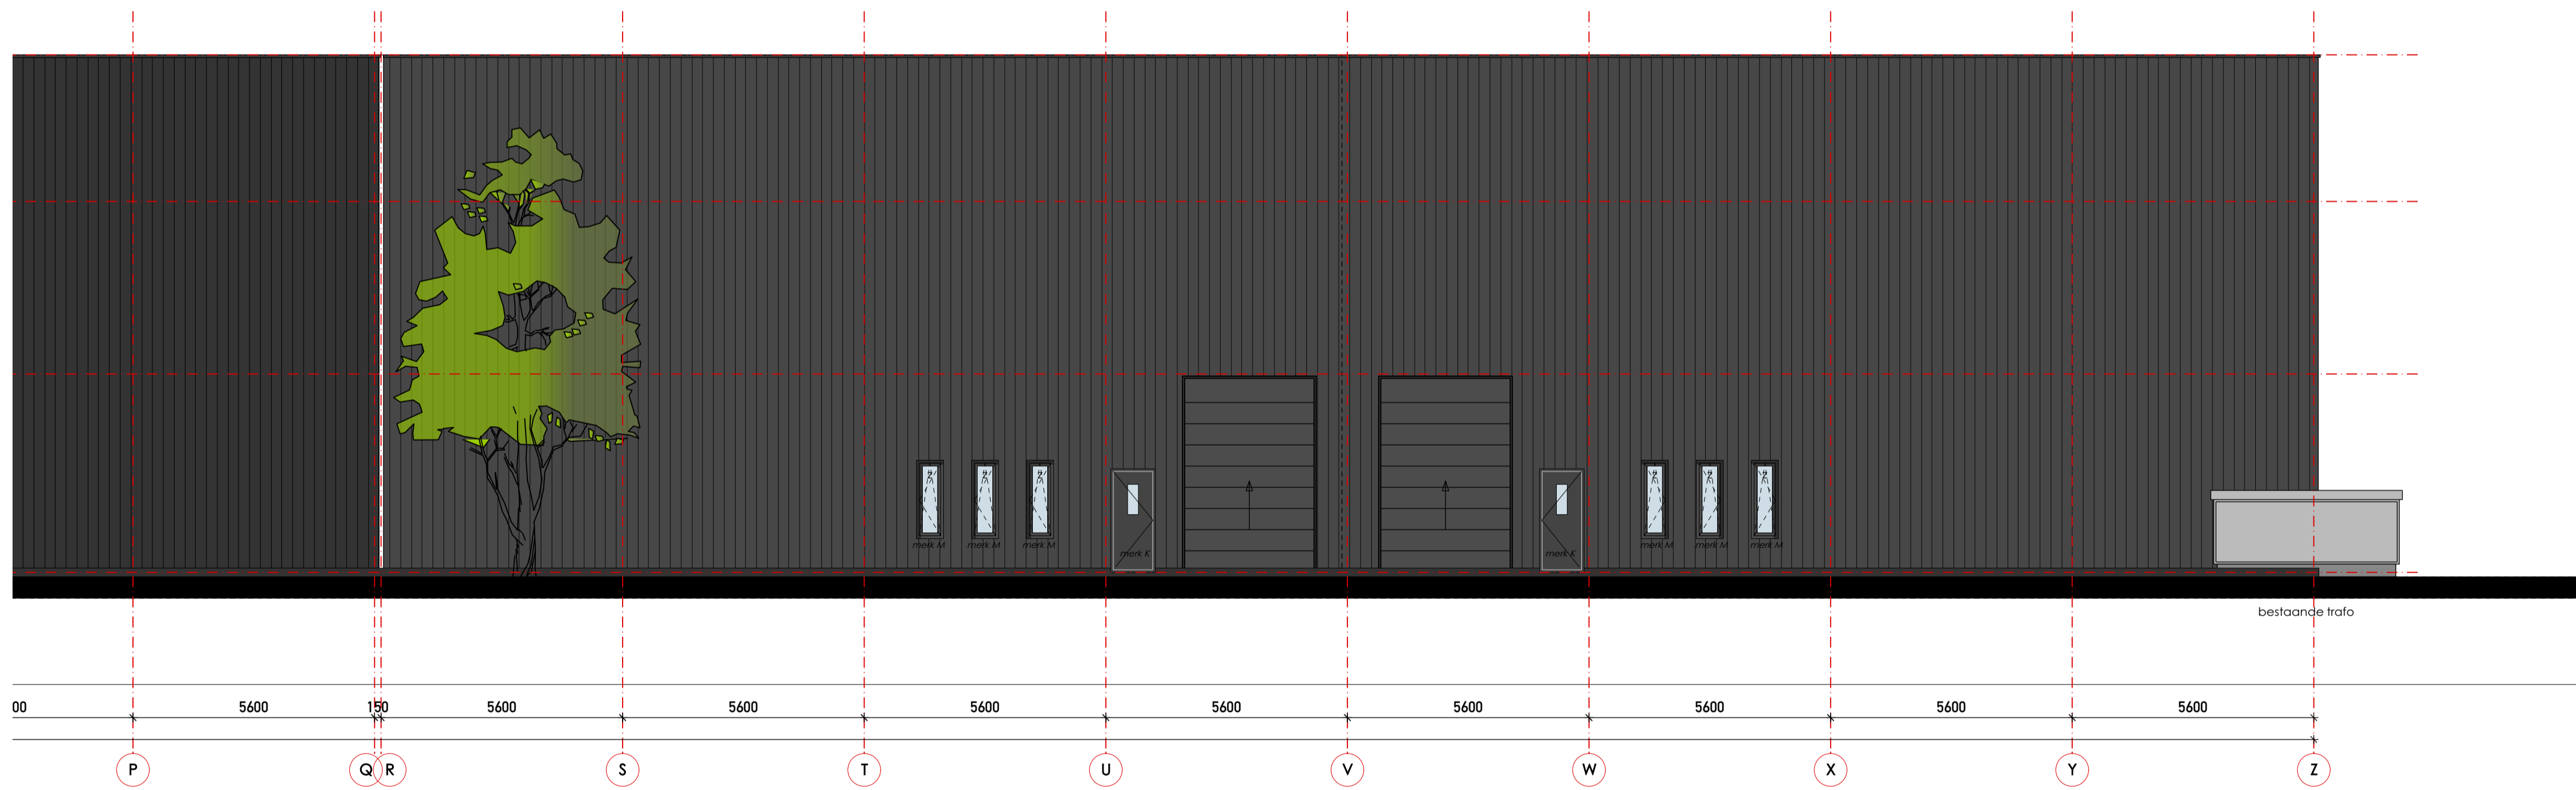 merk M merk M merk M merk K merk K merk M merk M merk M
bestaande trafo
00 5600 150 5600 5600 5600 5600 5600 5600 5600 5600
P Q R S T U V W X Y Z